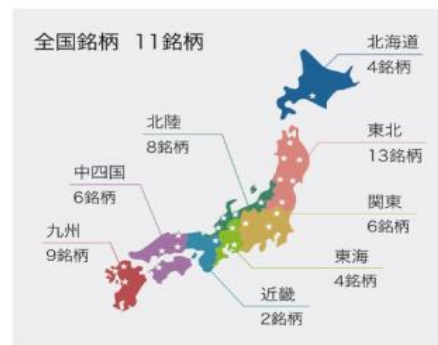 全国銘柄 11銘柄
北海道
4銘柄
北陸
8銘柄
東北
13銘柄
中四国
6銘柄
関東
6銘柄
九州
9銘柄
東海
4銘柄
近畿
2銘柄